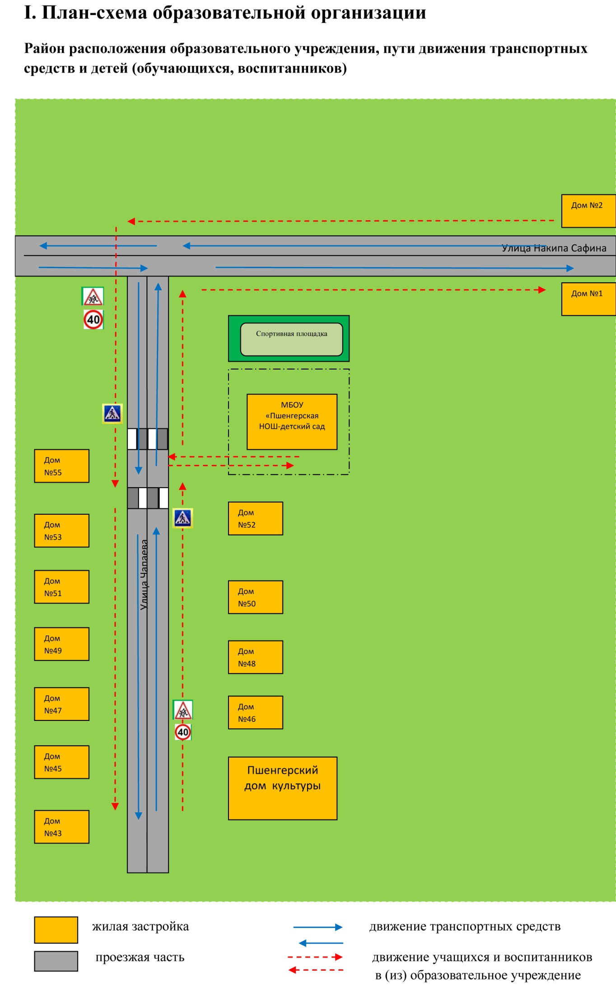 I. План-схема образовательной организации
Район расположения образовательного учреждения, пути движения транспортных
средств и детей (обучающихся, воспитанников)
Дом №2
Улица Накипа Сафина
Дом №1
40
Спортивная площадка
МБОУ
«Пшенгерская
НОШ-детский сад
Дом
№55
Дом
№52
Дом
№53
Улица Чапаева
Дом
№51
Дом
№50
Дом
№49
Дом
№48
Дом
№47
Дом
№46
40
Дом
№45
Пшенгерский
дом культуры
Дом
№43
жилая застройка
движение транспортных средств
проезжая часть
движение учащихся и воспитанников
в (из) образовательное учреждение